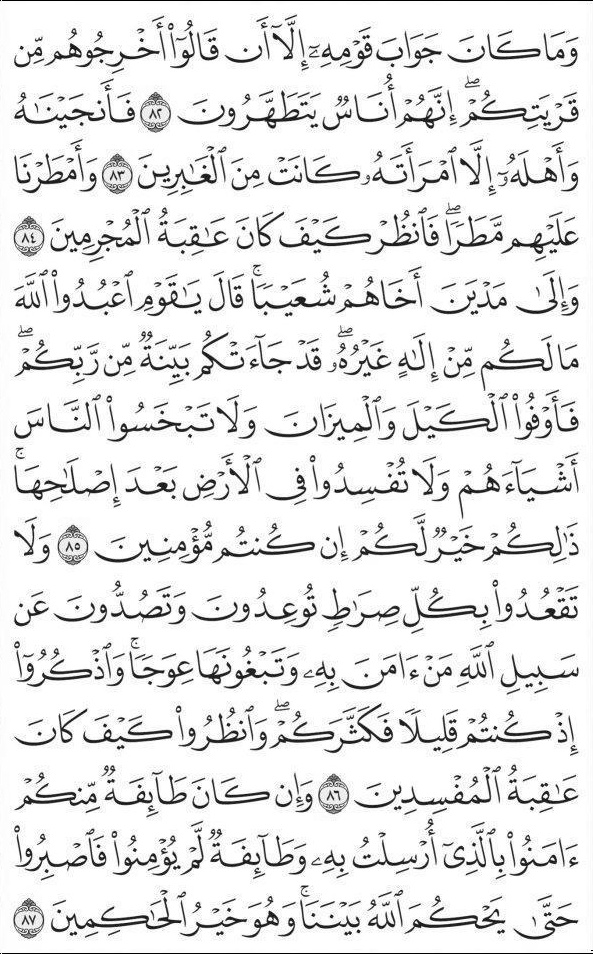 وَمَا كَانَ جَوَابَ قَوْمِهِۦٓ إِلَّآ أَن قَالُوٓا۟ أَخْرِجُوهُم مِّن
قَرْيَتِكُمْ ۖ إِنَّهُمْ أُنَاسٌ يَتَطَهَّرُونَ ٨٢ فَأَنجَيْنَٰهُ
وَأَهْلَهُۥٓ إِلَّا ٱمْرَأَتَهُۥ كَانَتْ مِنَ ٱلْغَٰبِرِينَ ٨٣ وَأَمْطَرْنَا
عَلَيْهِم مَّطَرًا ۖ فَٱنظُرْ كَيْفَ كَانَ عَٰقِبَةُ ٱلْمُجْرِمِينَ ٨٤
وَإِلَىٰ مَدْيَنَ أَخَاهُمْ شُعَيْبًا ۗ قَالَ يَٰقَوْمِ ٱعْبُدُوا۟ ٱللَّهَ
مَا لَكُم مِّنْ إِلَٰهٍ غَيْرُهُۥ ۖ قَدْ جَآءَتْكُم بَيِّنَةٌ مِّن رَّبِّكُمْ ۖ
فَأَوْفُوا۟ ٱلْكَيْلَ وَٱلْمِيزَانَ وَلَا تَبْخَسُوا۟ ٱلنَّاسَ
أَشْيَآءَهُمْ وَلَا تُفْسِدُوا۟ فِى ٱلْأَرْضِ بَعْدَ إِصْلَٰحِهَا ۚ
ذَٰلِكُمْ خَيْرٌ لَّكُمْ إِن كُنتُم مُّؤْمِنِينَ ٨٥ وَلَا
تَقْعُدُوا۟ بِكُلِّ صِرَٰطٍ تُوعِدُونَ وَتَصُدُّونَ عَن
سَبِيلِ ٱللَّهِ مَنْ ءَامَنَ بِهِۦ وَتَبْغُونَهَا عِوَجًا ۚ وَٱذْكُرُوٓا۟
إِذْ كُنتُمْ قَلِيلًا فَكَثَّرَكُمْ ۖ وَٱنظُرُوا۟ كَيْفَ كَانَ
عَٰقِبَةُ ٱلْمُفْسِدِينَ ٨٦ وَإِن كَانَ طَآئِفَةٌ مِّنكُمْ
ءَامَنُوا۟ بِٱلَّذِىٓ أُرْسِلْتُ بِهِۦ وَطَآئِفَةٌ لَّمْ يُؤْمِنُوا۟ فَٱصْبِرُوا۟
حَتَّىٰ يَحْكُمَ ٱللَّهُ بَيْنَنَا ۚ وَهُوَ خَيْرُ ٱلْحَٰكِمِينَ ٨٧